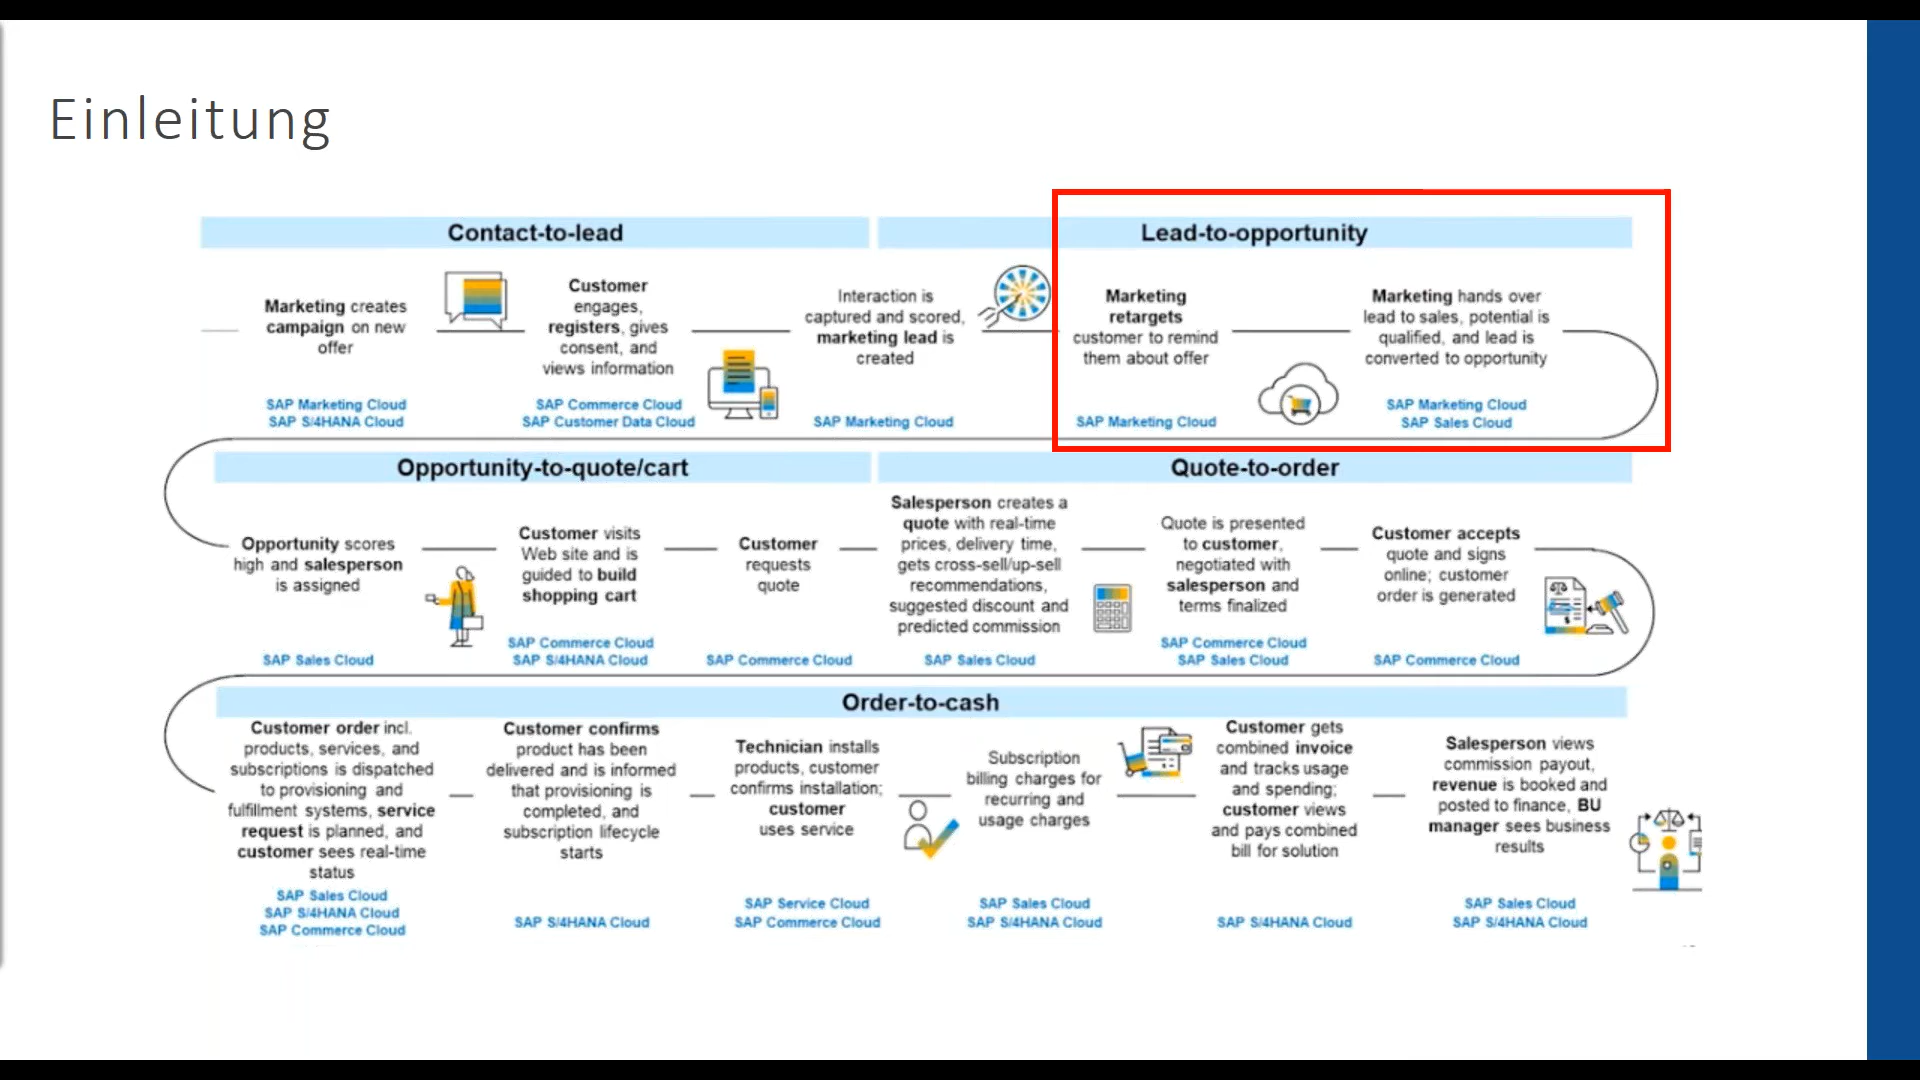 Einleitung
Contact-to-lead
Marketing creates
campaign on new
offer
SAP Marketing Cloud
SAP S/4HANA Cloud
Customer
engages,
registers, gives
consent, and
views information
SAP Commerce Cloud
SAP Customer Data Cloud
Interaction is
captured and scored,
marketing lead is
created
SAP Marketing Cloud
Lead-to-opportunity
Marketing
retargets
customer to remind
them about offer
SAP Marketing Cloud
Marketing hands over
lead to sales, potential is
qualified, and lead is
converted to opportunity
SAP Marketing Cloud
SAP Sales Cloud
Opportunity-to-quote/cart
Opportunity scores
high and salesperson
is assigned
SAP Sales Cloud
Customer visits
Web site and is
guided to build
shopping cart
SAP Commerce Cloud
SAP S/4HANA Cloud
Customer
requests
quote
SAP Commerce Cloud
Quote-to-order
Salesperson creates a
quote with real-time
prices, delivery time,
gets cross-sell/up-sell
recommendations,
suggested discount and
predicted commission
SAP Sales Cloud
Quote is presented
to customer,
negotiated with
salesperson and
terms finalized
SAP Commerce Cloud
SAP Sales Cloud
Customer accepts
quote and signs
online; customer
order is generated
SAP Commerce Cloud
Order-to-cash
Customer order incl.
products, services, and
subscriptions is dispatched
to provisioning and
fulfillment systems, service
request is planned, and
customer sees real-time
status
SAP Sales Cloud
SAP S/4HANA Cloud
SAP Commerce Cloud
Customer confirms
product has been
delivered and is informed
that provisioning is
completed, and
subscription lifecycle
starts
SAP S/4HANA Cloud
Technician installs
products, customer
confirms installation;
customer
uses service
SAP Service Cloud
SAP Commerce Cloud
Subscription
billing charges for
recurring and
usage charges
SAP Sales Cloud
SAP S/4HANA Cloud
Customer gets
combined invoice
and tracks usage
and spending;
customer views
and pays combined
bill for solution
SAP S/4HANA Cloud
Salesperson views
commission payout,
revenue is booked and
posted to finance, BU
manager sees business
results
SAP Sales Cloud
SAP S/4HANA Cloud